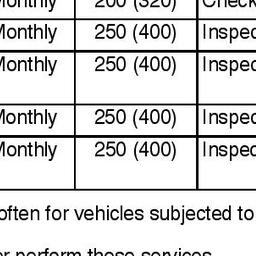 Monthly 200 (320) Check
Monthly 250 (400) Inspec
Monthly 250 (400) Inspec
Monthly 250 (400) Inspec
Monthly 250 (400) Inspec
often for vehicles subjected to
or perform these services